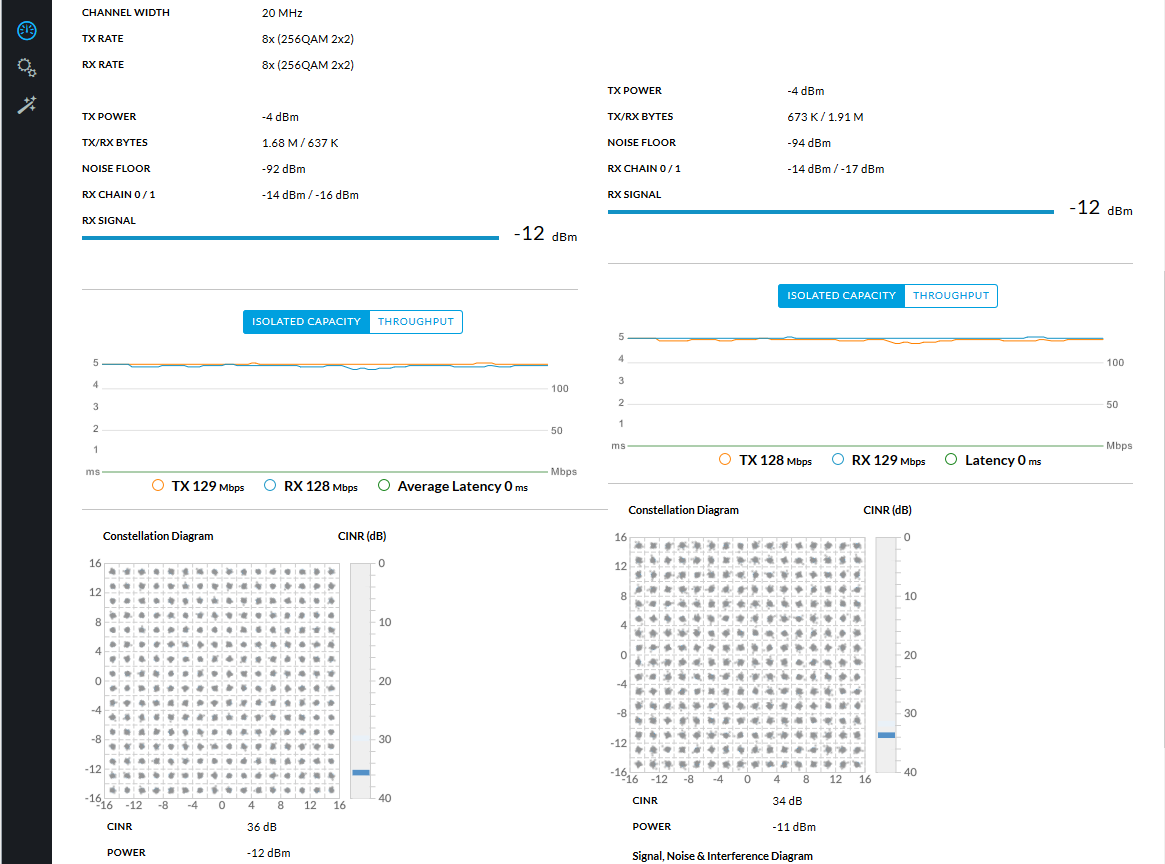 CHANNEL WIDTH 20 MHz
TX RATE 8x (256QAM 2x2)
RX RATE 8x (256QAM 2x2)
TX POWER -4 dBm
TX/RX BYTES 1.68 M / 637 K
NOISE FLOOR -92 dBm
RX CHAIN 0 / 1 -14 dBm / -16 dBm
RX SIGNAL
-12 dBm
ISOLATED CAPACITY THROUGHPUT
5
4
100
3
2
50
1
ms Mbps
TX 129 Mbps RX 128 Mbps Average Latency 0 ms
Constellation Diagram CINR (dB)
16 0
12
8 10
4
0 20
-4
-8 30
-12
-16 40
-16 -12 -8 -4 0 4 8 12 16
CINR 36 dB
POWER -12 dBm
TX POWER -4 dBm
TX/RX BYTES 673 K / 1.91 M
NOISE FLOOR -94 dBm
RX CHAIN 0 / 1 -14 dBm / -17 dBm
RX SIGNAL
-12 dBm
ISOLATED CAPACITY THROUGHPUT
5
4
100
3
2
50
1
ms Mbps
TX 128 Mbps RX 129 Mbps Latency 0 ms
Constellation Diagram CINR (dB)
16 0
12
8 10
4
0 20
-4
-8 30
-12
-16 40
-16 -12 -8 -4 0 4 8 12 16
CINR 34 dB
POWER -11 dBm
Signal, Noise & Interference Diagram